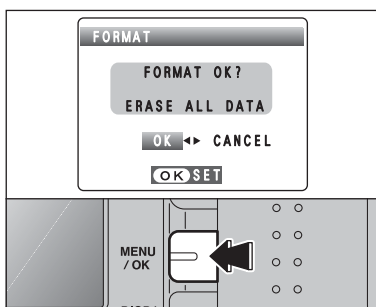 FORMAT
FORMAT OK?
ERASE ALL DATA
OK ◄► CANCEL
OK SET
MENU
/ OK